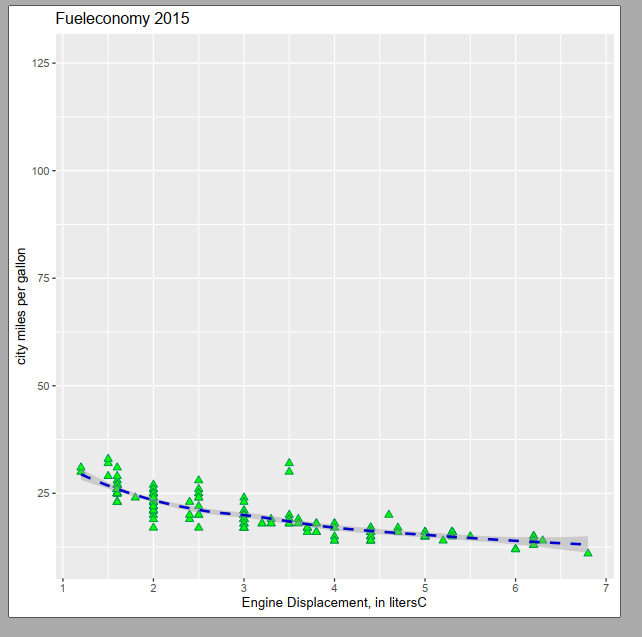 Fueleconomy 2015
125
100
75
50
25
city miles per gallon
1 2 3 4 5 6 7
Engine Displacement, in litersC